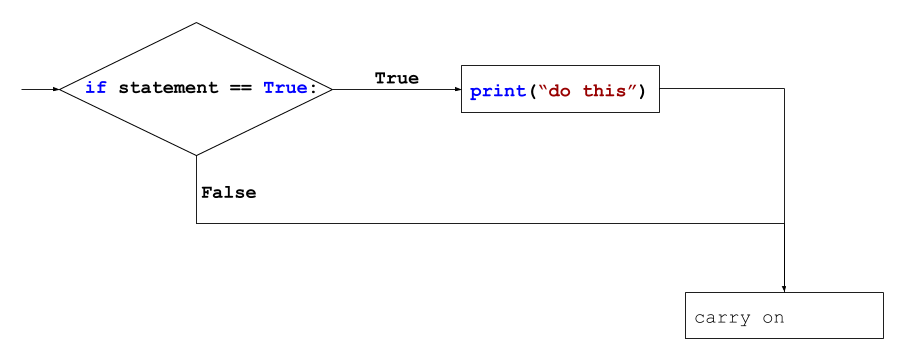 if statement == True:
True
print(“do this”)
False
carry on